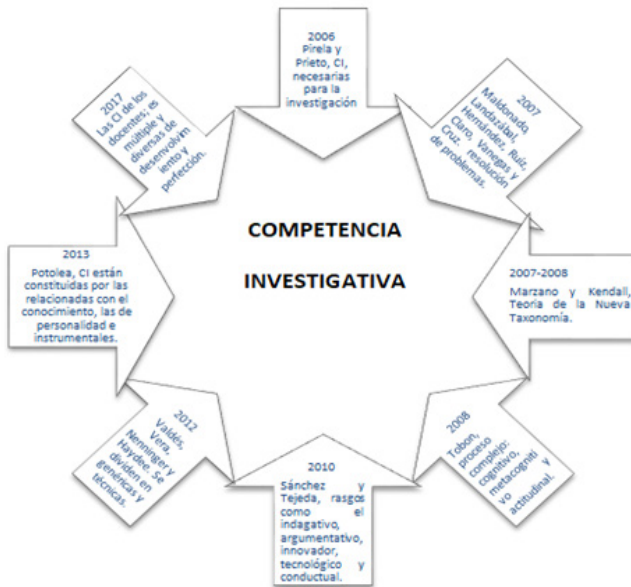 2006
Pirela y
Prieto, CI,
necesarias
para la
investigación
2007
Maldonado,
Landazábal,
Hernández, Ruíz,
Claro, Vanegas y
Cruz. resolución
de problemas.
2007-2008
Marzano y Kendall,
Teoria de la Nueva
Taxonomía.
2008
Tobon,
proceso
complejo:
cognitivo,
metacogniti
vo y
actitudinal.
2010
Sánchez y
Tejeda, rasgos
como el
indagativo,
argumentativo,
innovador,
tecnológico y
conductual.
2012
Valdés,
Vera,
Nenninger y
Haydee. Se
dividen en
genéricas y
técnicas.
2013
Potolea, CI están
constituidas por las
relacionadas con el
conocimiento, las de
personalidad e
instrumentales.
2017
Las CI de los
docentes; es
múltiple y
diversas de
desenvolvim
iento y
perfección.
COMPETENCIA
INVESTIGATIVA